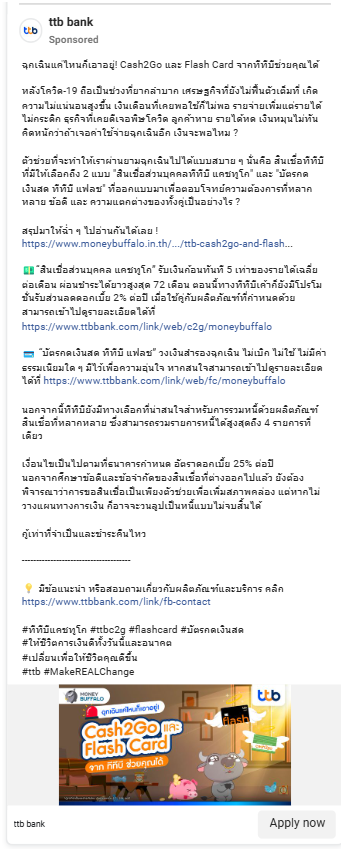 ttb bank
Sponsored
ฉุกเฉินแค่ไหนก็เอาอยู่! Cash2Go และ Flash Card จากทีทีบีช่วยคุณได้
หลังโควิด-19 ถือเป็นช่วงที่ยากลำบาก เศรษฐกิจที่ยังไม่ฟื้นตัวเต็มที่ เกิด
ความไม่แน่นอนสูงขึ้น เงินเดือนที่เคยพอใช้ก็ไม่พอ รายจ่ายเพิ่มแต่รายได้
ไม่กระดิก ธุรกิจที่เคยดีเจอพิษโควิด ลูกค้าหาย รายได้หด เงินหมุนไม่ทัน
คิดหนักว่าถ้าเจอค่าใช้จ่ายฉุกเฉินอีก เงินจะพอไหม ?
ตัวช่วยที่จะทำให้เราผ่านยามฉุกเฉินไปได้แบบสบาย ๆ นั่นคือ สินเชื่อทีทีบี
ที่มีให้เลือกถึง 2 แบบ "สินเชื่อส่วนบุคคลทีทีบี แคชทูโก" และ "บัตรกด
เงินสด ทีทีบี แฟลช" ที่ออกแบบมาเพื่อตอบโจทย์ความต้องการที่หลาก
หลาย ข้อดี และ ความแตกต่างของทั้งคู่เป็นอย่างไร ?
สรุปมาให้ฉ่ำ ๆ ไปอ่านกันได้เลย !
https://www.moneybuffalo.in.th/.../ttb-cash2go-and-flash...
💵 "สินเชื่อส่วนบุคคล แคชทูโก" รับเงินก้อนทันที 5 เท่าของรายได้เฉลี่ย
ต่อเดือน ผ่อนชำระได้ยาวสูงสุด 72 เดือน ตอนนี้ทางทีทีบีเค้าก็ยังมีโปรโม
ชั่นรับส่วนลดดอกเบี้ย 2% ต่อปี เมื่อใช้คู่กับผลิตภัณฑ์ที่กำหนดด้วย
สามารถเข้าไปดูรายละเอียดได้ที่
https://www.ttbbank.com/link/web/c2g/moneybuffalo
💳 "บัตรกดเงินสด ทีทีบี แฟลช" วงเงินสำรองฉุกเฉิน ไม่เบิก ไม่ใช้ ไม่มีค่า
ธรรมเนียมใด ๆ มีไว้เพื่อความอุ่นใจ หากสนใจสามารถเข้าไปดูรายละเอียด
ได้ที่ https://www.ttbbank.com/link/web/fc/moneybuffalo
นอกจากนี้ทีทีบียังมีทางเลือกที่น่าสนใจสำหรับการรวมหนี้ด้วยผลิตภัณฑ์
สินเชื่อที่หลากหลาย ซึ่งสามารถรวมรายการหนี้ได้สูงสุดถึง 4 รายการที่
เดียว
เงื่อนไขเป็นไปตามที่ธนาคารกำหนด อัตราดอกเบี้ย 25% ต่อปี
นอกจากศึกษาข้อดีและข้อจำกัดของสินเชื่อที่ต่างออกไปแล้ว ยังต้อง
พิจารณาว่าการขอสินเชื่อเป็นเพียงตัวช่วยเพื่อเพิ่มสภาพคล่อง แต่หากไม่
วางแผนทางการเงิน ก็อาจจะวนลูปเป็นหนี้แบบไม่จบสิ้นได้
กู้เท่าที่จำเป็นและชำระคืนไหว
--------------------------------------
💡 มีข้อแนะนำ หรือสอบถามเกี่ยวกับผลิตภัณฑ์และบริการ คลิก
https://www.ttbbank.com/link/fb-contact
#ทีทีบีแคชทูโก #ttbc2g #flashcard #บัตรกดเงินสด
#ให้ชีวิตการเงินดีทั้งวันนี้และอนาคต
#เปลี่ยนเพื่อให้ชีวิตคุณดีขึ้น
#ttb #MakeREALChange
MONEY BUFFALO
ttb
ฉุกเฉินแค่ไหนก็เอาอยู่!
Cash2Go และ
Flash Card
จาก ทีทีบี ช่วยคุณได้
flash
ttb bank
Apply now